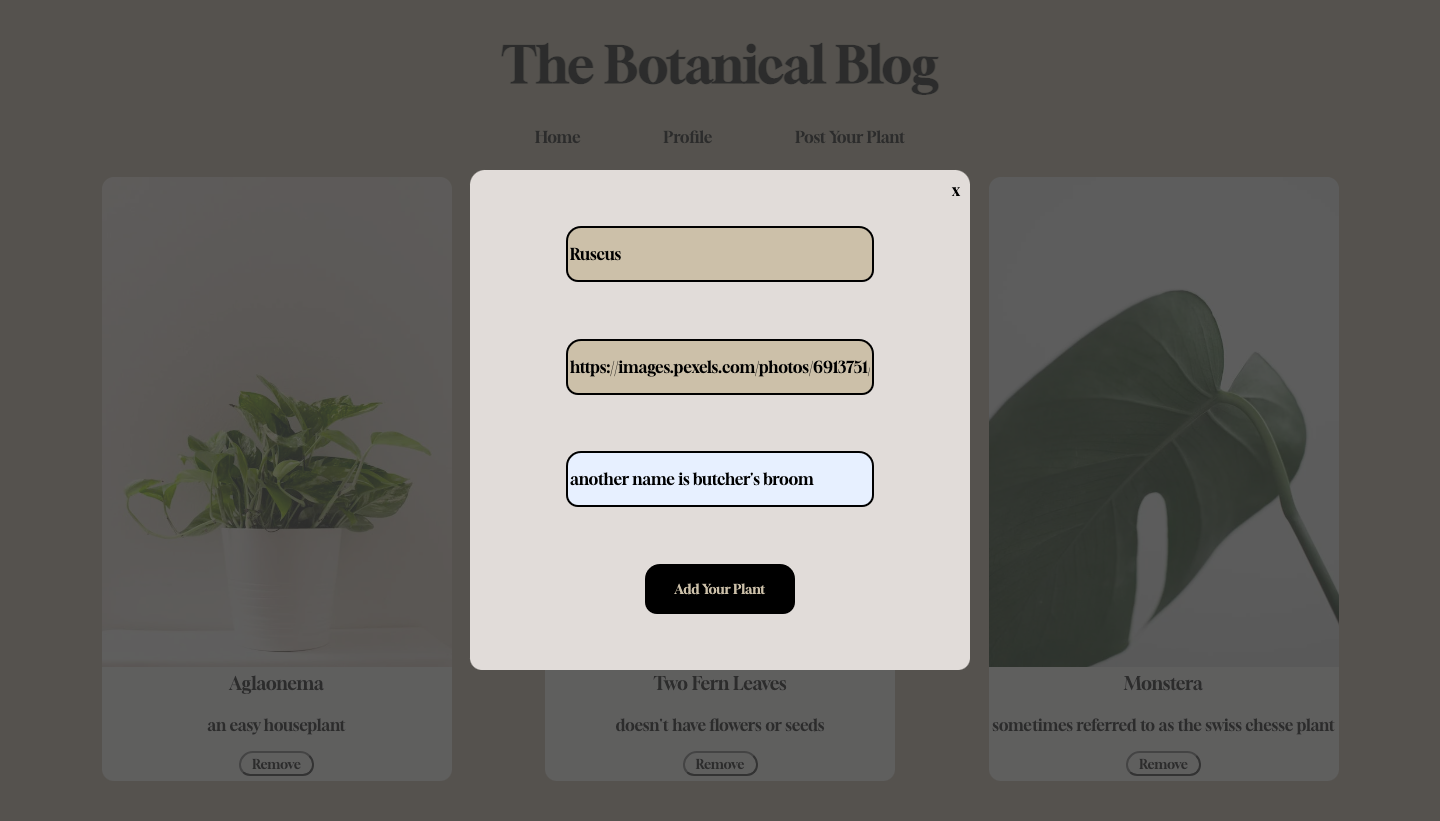 The Botanical Blog
Home Profile Post Your Plant
x
Ruscus
https://images.pexels.com/photos/6913751/
another name is butcher's broom
Add Your Plant
Aglaonema
an easy houseplant
Remove
Two Fern Leaves
doesn't have flowers or seeds
Remove
Monstera
sometimes referred to as the swiss chesse plant
Remove